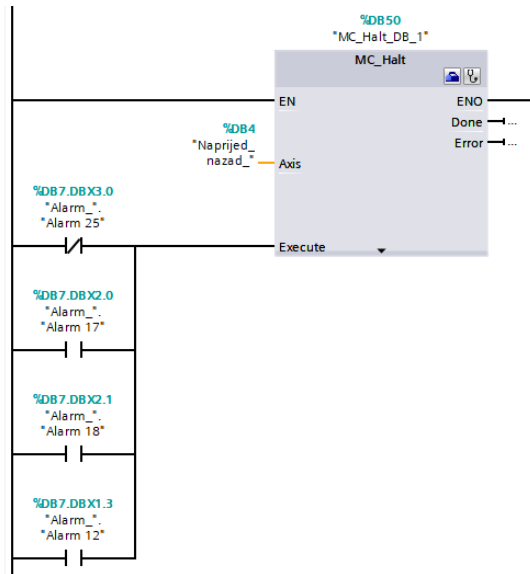 %DB50
"MC_Halt_DB_1"
MC_Halt
EN
ENO
Done
...
Error
...
%DB4
"Naprijed_
nazad_"
Axis
%DB7.DBX3.0
"Alarm_".
"Alarm 25"
Execute
%DB7.DBX2.0
"Alarm_".
"Alarm 17"
%DB7.DBX2.1
"Alarm_".
"Alarm 18"
%DB7.DBX1.3
"Alarm_".
"Alarm 12"